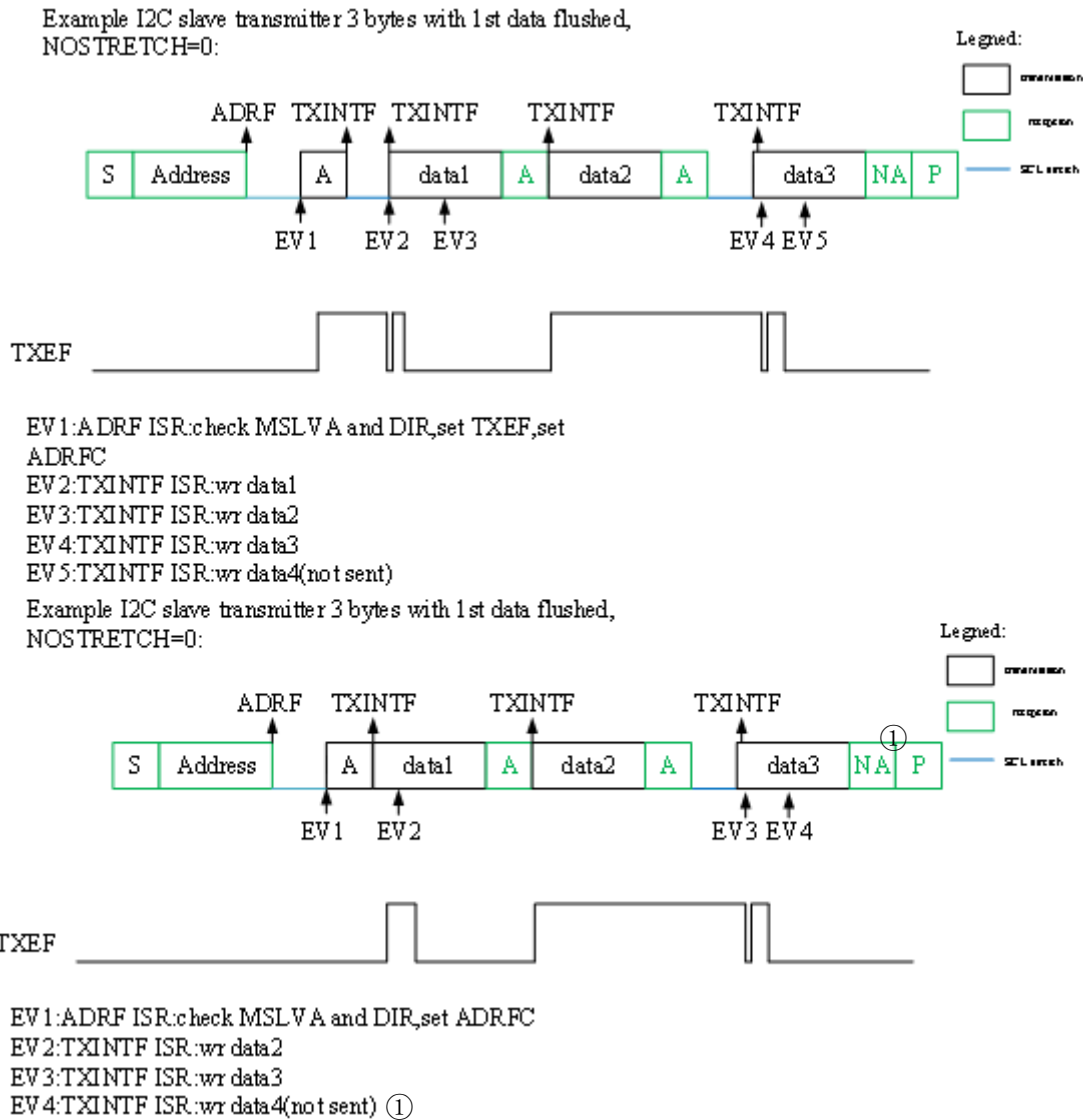 Example I2C slave transmitter 3 bytes with 1st data flushed,
NOSTRETCH=0:
Legned:
ADRF TXINTF TXINTF TXINTF TXINTF
S Address A data1 A data2 A data3 NA P
EV1 EV2 EV3 EV4 EV5
TXEF
EV1:ADRF ISR:check MSLVA and DIR,set TXEF,set
ADRFC
EV2:TXINTF ISR:wr data1
EV3:TXINTF ISR:wr data2
EV4:TXINTF ISR:wr data3
EV5:TXINTF ISR:wr data4(not sent)
Example I2C slave transmitter 3 bytes with 1st data flushed,
NOSTRETCH=0:
Legned:
ADRF TXINTF TXINTF TXINTF
①
S Address A data1 A data2 A data3 NA P
EV1 EV2 EV3 EV4
TXEF
EV1:ADRF ISR:check MSLVA and DIR,set ADRFC
EV2:TXINTF ISR:wr data2
EV3:TXINTF ISR:wr data3
EV4:TXINTF ISR:wr data4(not sent) ①